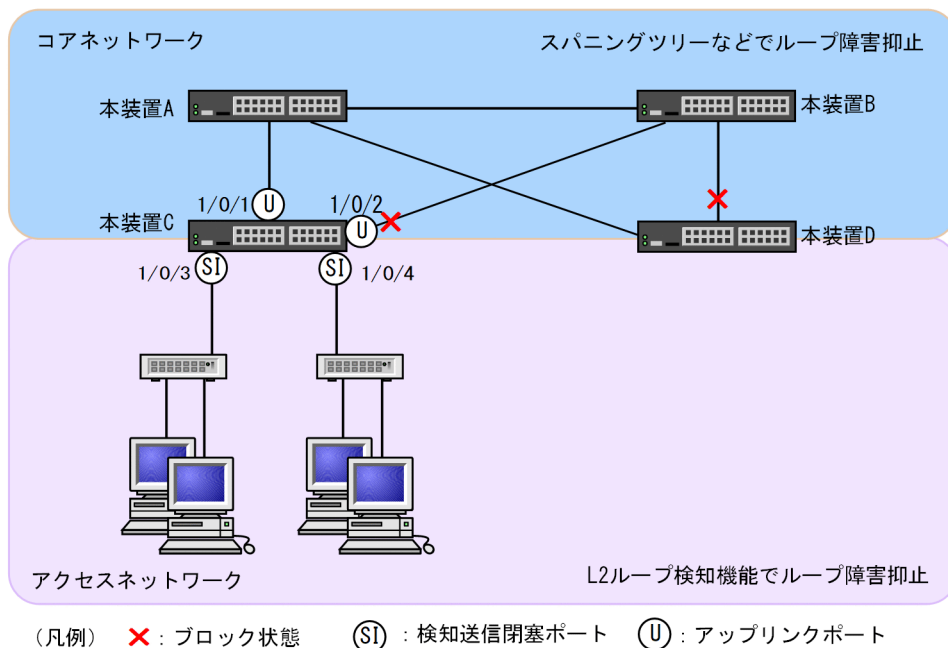 コアネットワーク
スパニングツリーなどでループ障害抑止
本装置A
本装置B
1/0/1
U
1/0/2
本装置C
U
本装置D
1/0/3
SI
SI
1/0/4
アクセスネットワーク
L2ループ検知機能でループ障害抑止
(凡例) ×:ブロック状態 SI:検知送信閉塞ポート U:アップリンクポート